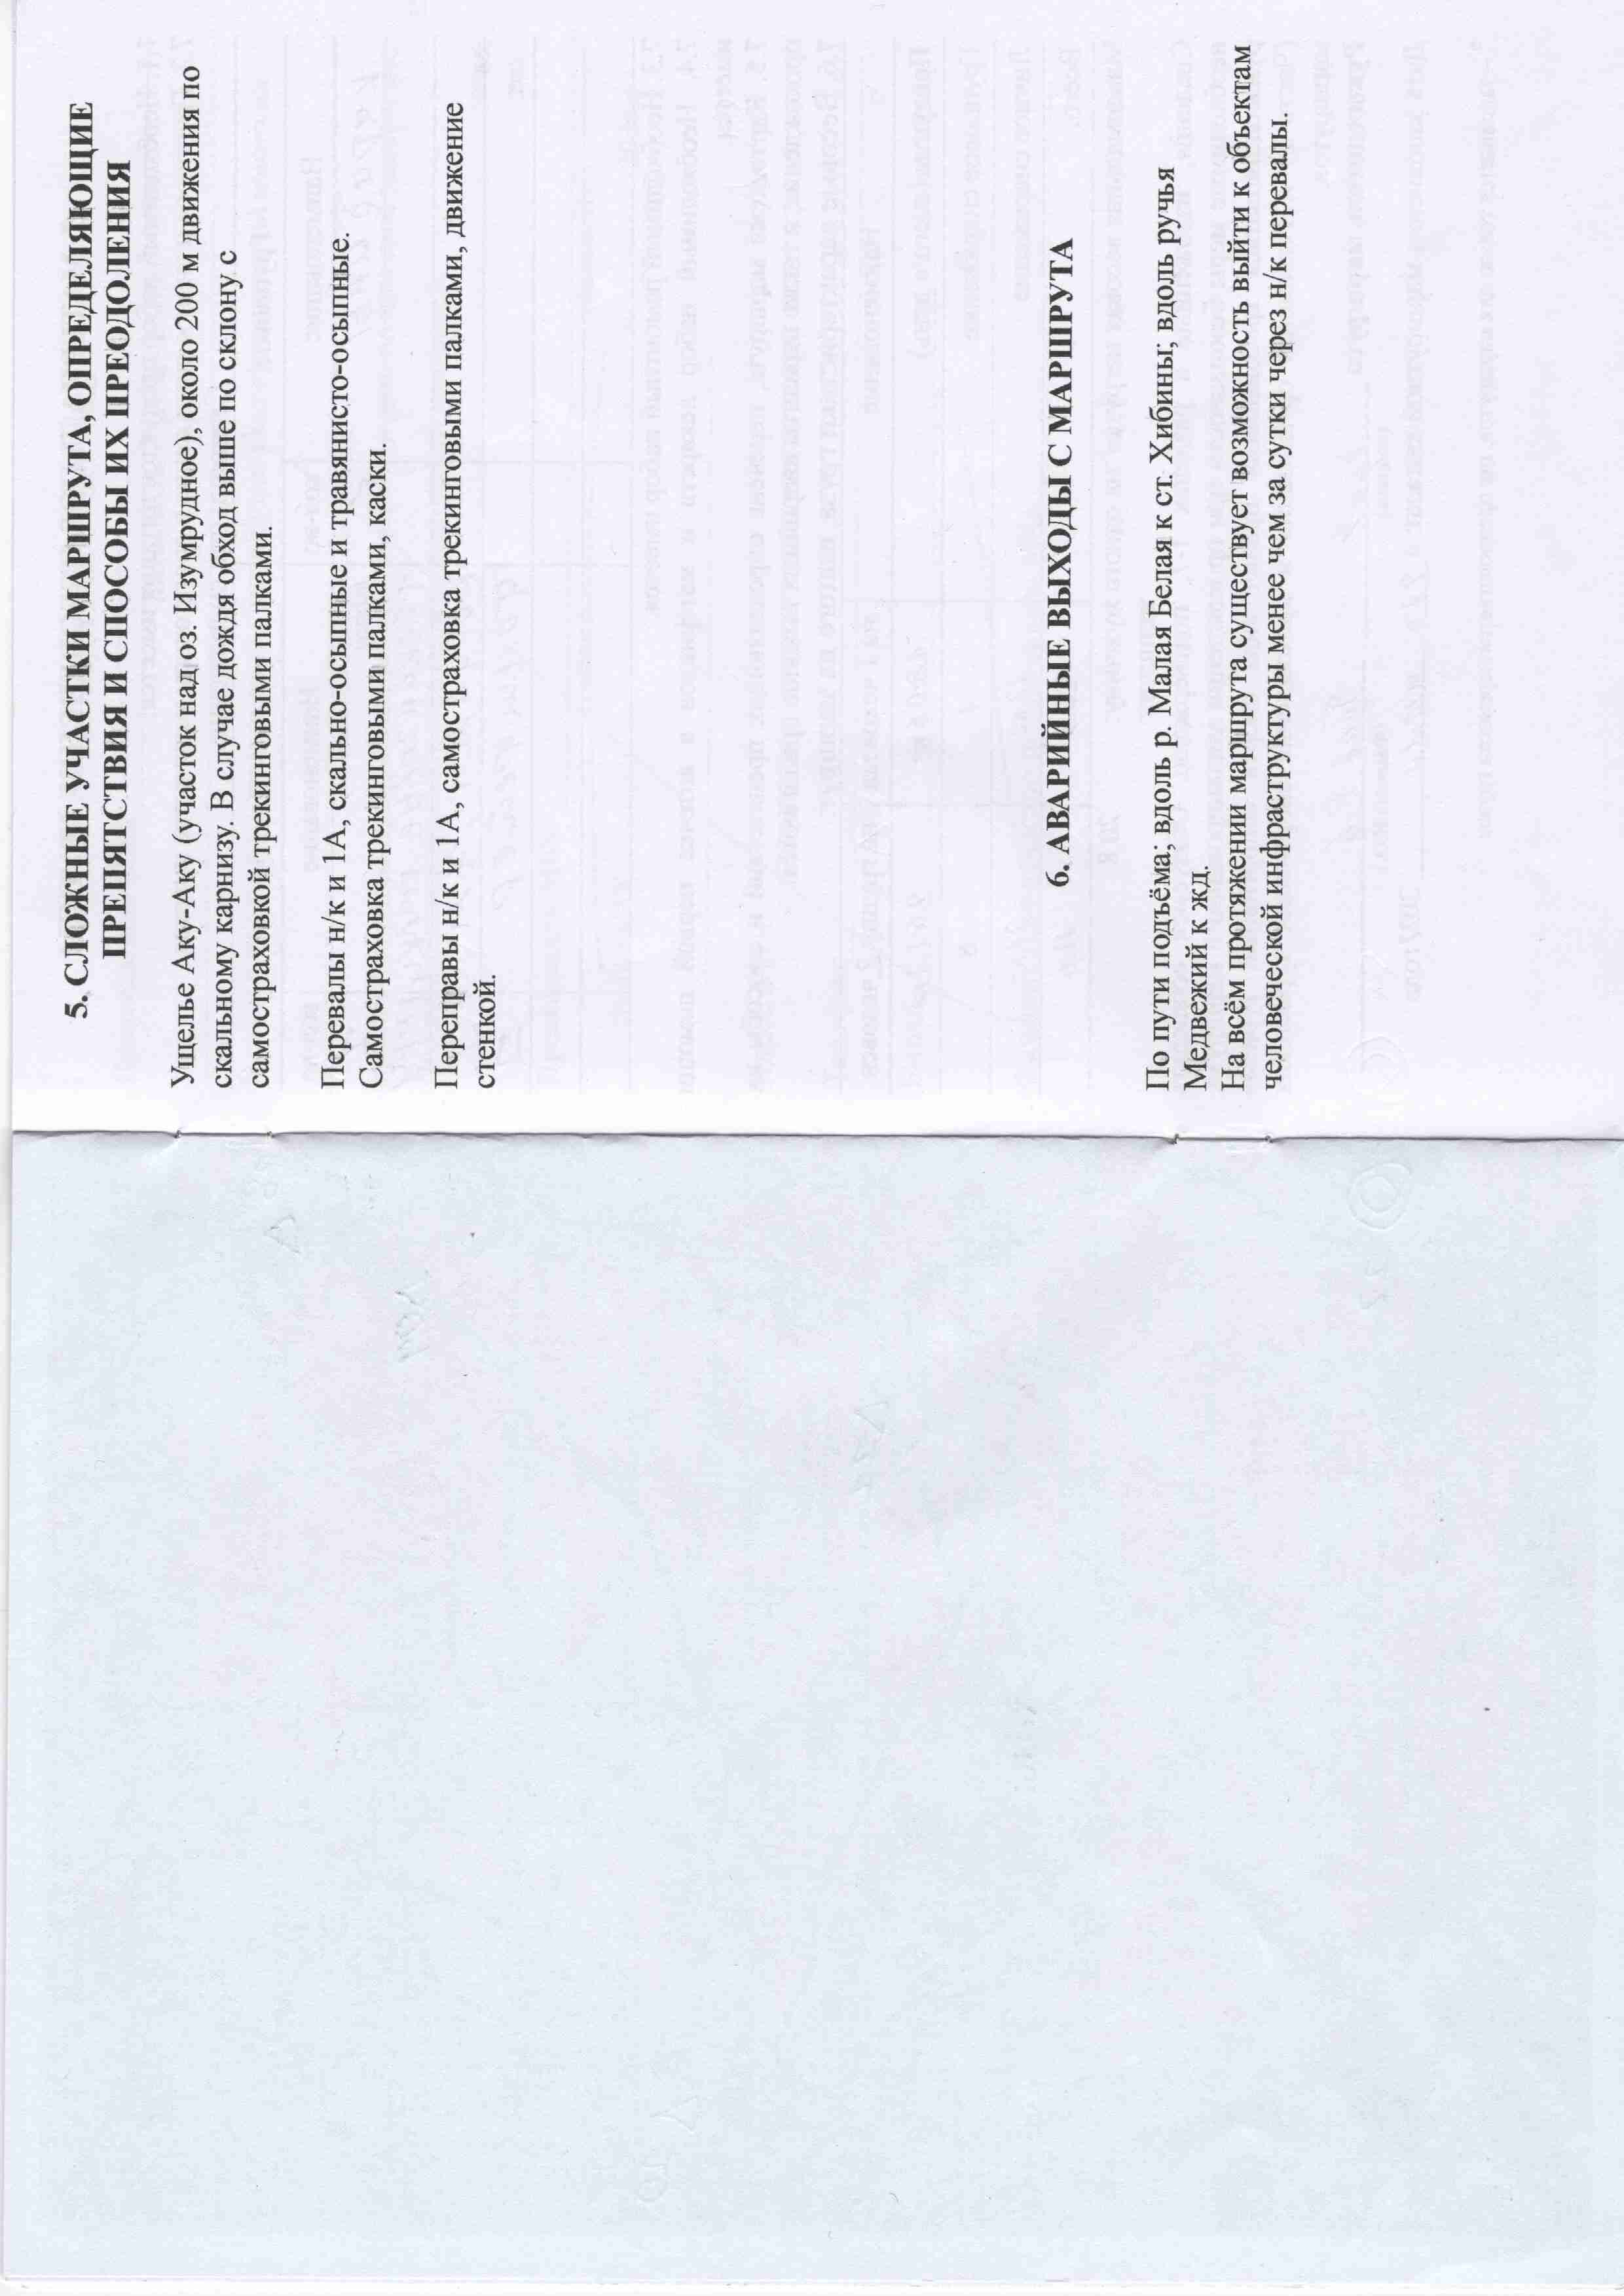 5. СЛОЖНЫЕ УЧАСТКИ МАРШРУТА, ОПРЕДЕЛЯЮЩИЕ
ПРЕПЯТСТВИЯ И СПОСОБЫ ИХ ПРЕОДОЛЕНИЯ
Ущелье Аку-Аку (участок над оз. Изумрудное), около 200 м движения по
скальному карнизу. В случае дождя обход выше по склону с
самостраховкой трекинговыми палками.
Перевалы н/к и 1А, скально-осыпные и травянисто-осыпные.
Самостраховка трекинговыми палками, каски.
Переправы н/к и 1А, самостраховка трекинговыми палками, движение
стенкой.
6. АВАРИЙНЫЕ ВЫХОДЫ С МАРШРУТА
По пути подъёма; вдоль р. Малая Белая к ст. Хибины; вдоль ручья
Медвежий к жд.
На всём протяжении маршрута существует возможность выйти к объектам
человеческой инфраструктуры менее чем за сутки через н/к перевалы.